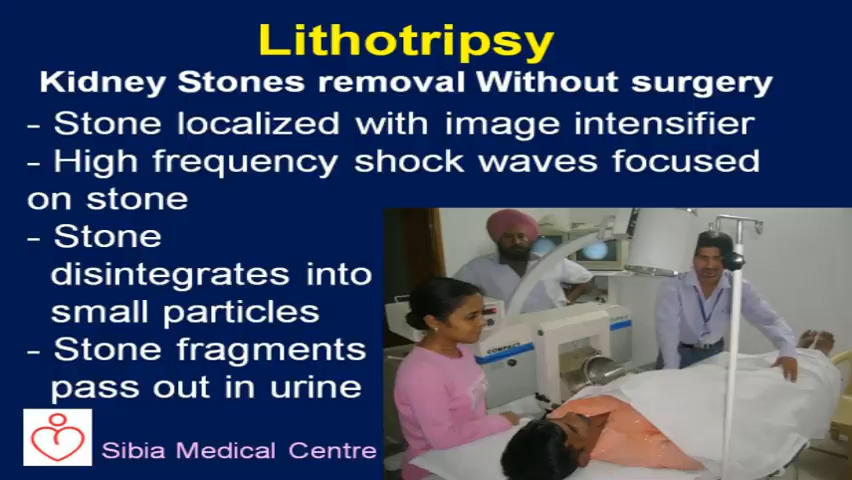 Lithotripsy
Kidney Stones removal Without surgery
- Stone localized with image intensifier
- High frequency shock waves focused
on stone
- Stone
disintegrates into
small particles
- Stone fragments
pass out in urine
Sibia Medical Centre
COMPACT